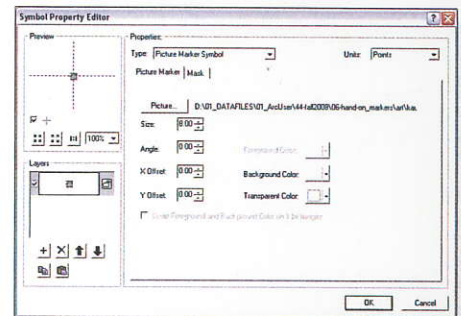 Symbol Property Editor
Preview
Properties:
Type: Picture Marker Symbol
Units: Points
Picture Marker
Mask
Picture...
D:\01_DATAFILES\01_ArcUser\44-fall2009\06-hand-on_markers\art\
Size: 8.00
Angle: 0.00
Foreground Color:
X Offset: 0.00
Background Color:
Y Offset: 0.00
Transparent Color:
100%
Layers
OK
Cancel